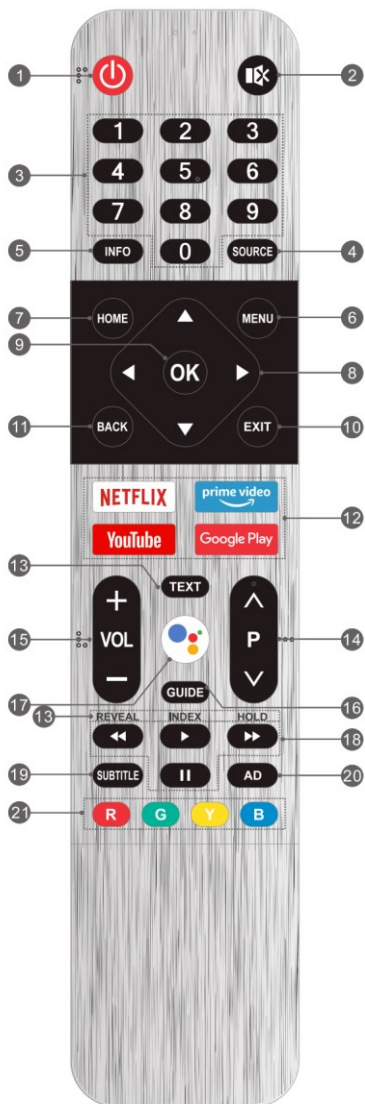 1 2
1 2 3
3 4 5 6
7 8 9
5 INFO 0 SOURCE 4
7 HOME MENU 6
9 OK 8
11 BACK EXIT 10
NETFLIX prime video
12
YouTube Google Play
13 TEXT
+
15 VOL P 14
17 GUIDE 16
13 REVEAL INDEX HOLD
18
19 SUBTITLE AD 20
21 R G Y B